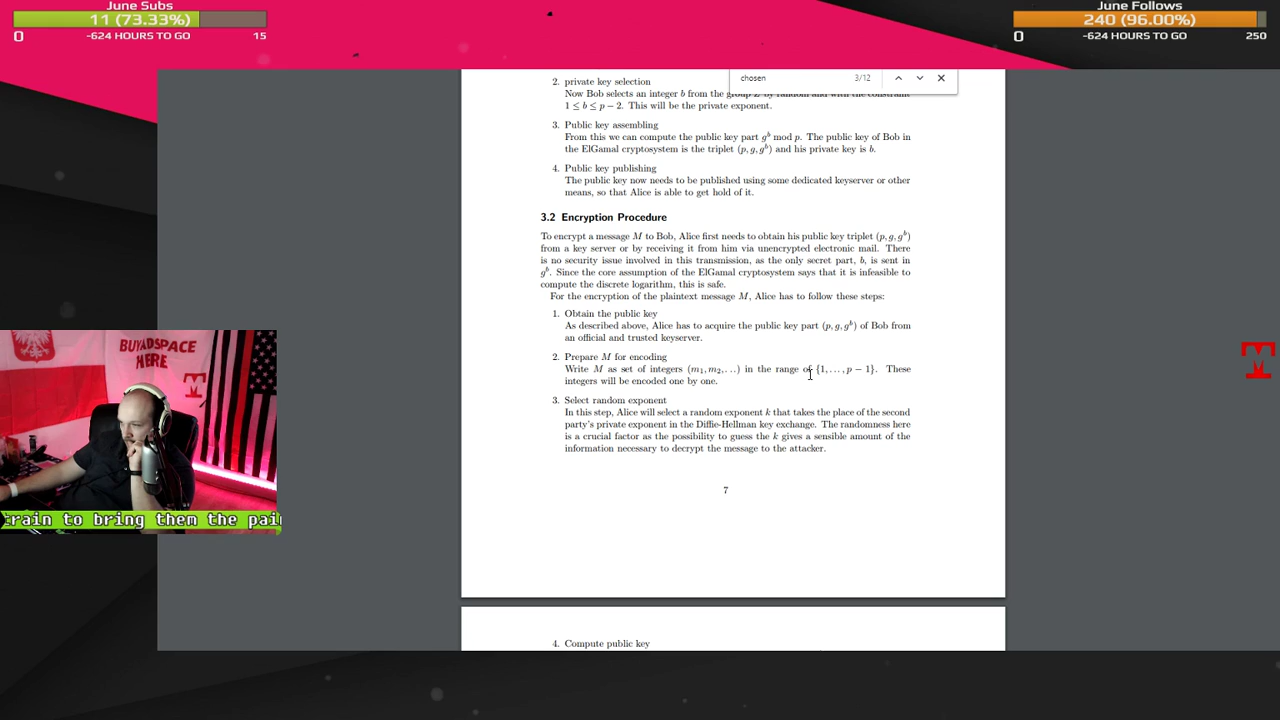 June Subs
11 (73.33%)
0
-624 HOURS TO GO
15
June Follows
240 (96.00%)
0
-624 HOURS TO GO
250
chosen
3/12
2. private key selection
Now Bob selects an integer b from the group by random and with the constraint
1 ≤ b ≤ p − 2. This will be the private exponent.
3. Public key assembling
From this we can compute the public key part g^b mod p. The public key of Bob in
the ElGamal cryptosystem is the triplet (p, g, g^b) and his private key is b.
4. Public key publishing
The public key now needs to be published using some dedicated keyserver or other
means, so that Alice is able to get hold of it.
3.2 Encryption Procedure
To encrypt a message M to Bob, Alice first needs to obtain his public key triplet (p, g, g^b)
from a key server or by receiving it from him via unencrypted electronic mail. There
is no security issue involved in this transmission, as the only secret part, b, is sent in
g^b. Since the core assumption of the ElGamal cryptosystem says that it is infeasible to
compute the discrete logarithm, this is safe.
For the encryption of the plaintext message M, Alice has to follow these steps:
1. Obtain the public key
As described above, Alice has to acquire the public key part (p, g, g^b) of Bob from
an official and trusted keyserver.
2. Prepare M for encoding
Write M as set of integers (m₁, m₂, . . .) in the range of {1, . . . , p − 1}. These
integers will be encoded one by one.
3. Select random exponent
In this step, Alice will select a random exponent k that takes the place of the second
party's private exponent in the Diffie-Hellman key exchange. The randomness here
is a crucial factor as the possibility to guess the k gives a sensible amount of the
information necessary to decrypt the message to the attacker.
7
4. Compute public key
BUY ADSPACE
HERE
train to bring them the pai